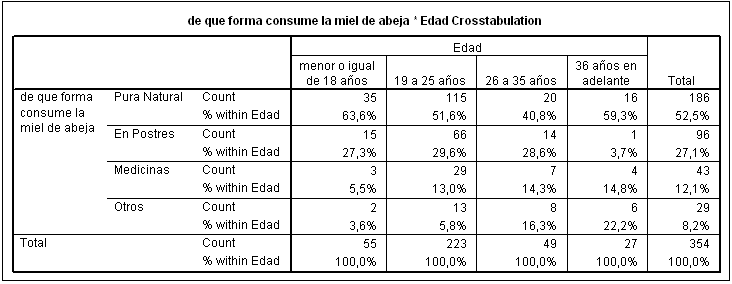 de que forma consume la miel de abeja * Edad Crosstabulation
Edad
menor o igual de 18 años 19 a 25 años 26 a 35 años 36 años en adelante Total
de que forma consume la miel de abeja Pura Natural Count 35 115 20 16 186
% within Edad 63,6% 51,6% 40,8% 59,3% 52,5%
En Postres Count 15 66 14 1 96
% within Edad 27,3% 29,6% 28,6% 3,7% 27,1%
Medicinas Count 3 29 7 4 43
% within Edad 5,5% 13,0% 14,3% 14,8% 12,1%
Otros Count 2 13 8 6 29
% within Edad 3,6% 5,8% 16,3% 22,2% 8,2%
Total Count 55 223 49 27 354
% within Edad 100,0% 100,0% 100,0% 100,0% 100,0%